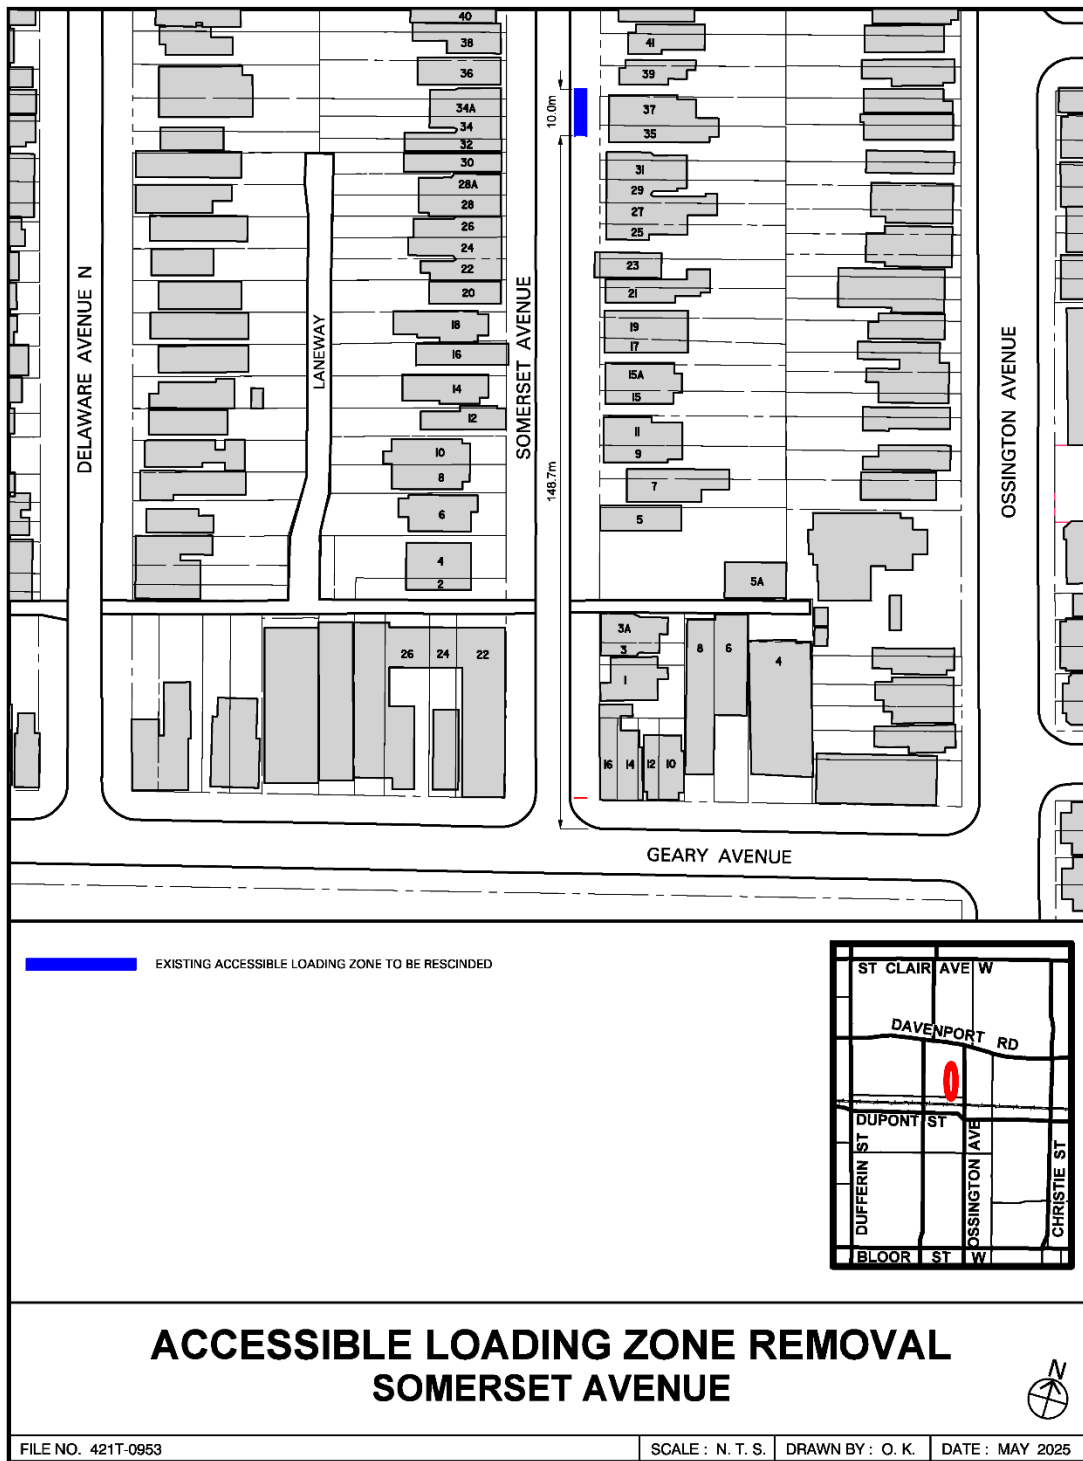 40
38
36
34A
34
32
30
28A
28
26
24
22
20
18
16
14
12
10
8
6
4
2
41
39
37
35
31
29
27
25
23
21
19
17
15A
15
11
9
7
5
5A
3A
3
1
10.0m
148.7m
DELAWARE AVENUE N
LANEWAY
SOMERSET AVENUE
OSSINGTON AVENUE
26
24
22
8
6
4
16
14
12
10
GEARY AVENUE
EXISTING ACCESSIBLE LOADING ZONE TO BE RESCINDED
ST CLAIR AVE W
DAVENPORT RD
DUPONT ST
DUFFERIN ST
OSSINGTON AVE
CHRISTIE ST
BLOOR ST W
ACCESSIBLE LOADING ZONE REMOVAL
SOMERSET AVENUE
N
FILE NO. 421T-0953
SCALE : N. T. S.
DRAWN BY : O. K.
DATE : MAY 2025